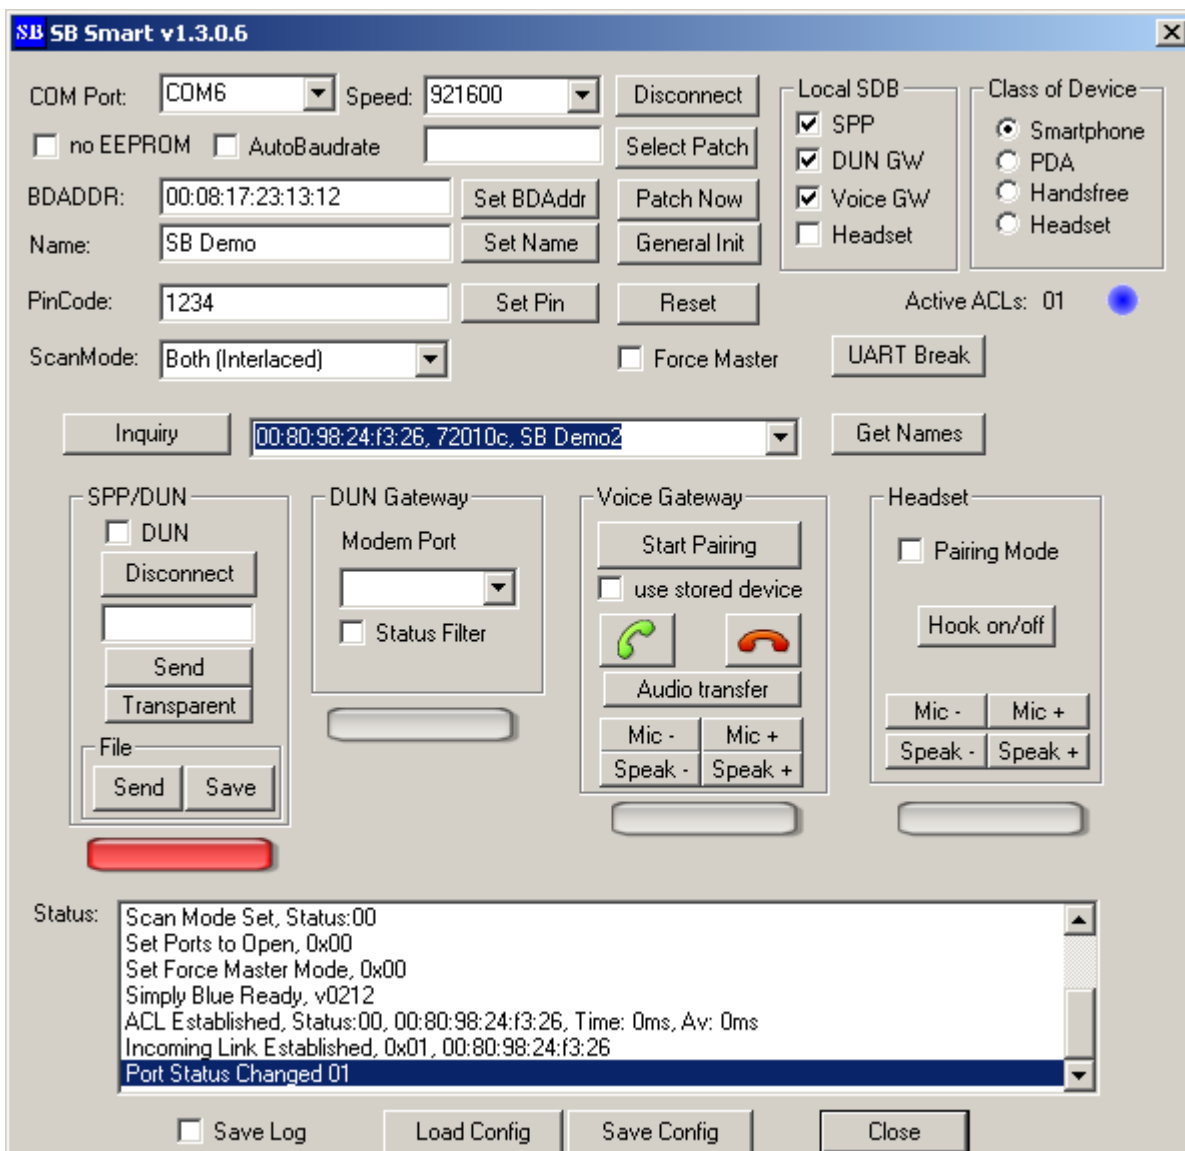 SB SB Smart v1.3.0.6
COM Port: COM6 Speed: 921600 Disconnect
Local SDB
Class of Device
no EEPROM AutoBaudrate Select Patch
SPP
DUN GW
Voice GW
Headset
Smartphone
PDA
Handsfree
Headset
BDADDR: 00:08:17:23:13:12 Set BDAddr Patch Now
Name: SB Demo Set Name General Init
PinCode: 1234 Set Pin Reset
Active ACLs: 01
ScanMode: Both (Interlaced) Force Master UART Break
Inquiry 00:80:98:24:f3:26, 72010c, SB Demo2 Get Names
SPP/DUN
DUN
Disconnect
Send
Transparent
File
Send Save
DUN Gateway
Modem Port
Status Filter
Voice Gateway
Start Pairing
use stored device
Audio transfer
Mic - Mic +
Speak - Speak +
Headset
Pairing Mode
Hook on/off
Mic - Mic +
Speak - Speak +
Status:
Scan Mode Set, Status:00
Set Ports to Open, 0x00
Set Force Master Mode, 0x00
Simply Blue Ready, v0212
ACL Established, Status:00, 00:80:98:24:f3:26, Time: 0ms, Av: 0ms
Incoming Link Established, 0x01, 00:80:98:24:f3:26
Port Status Changed 01
Save Log Load Config Save Config Close